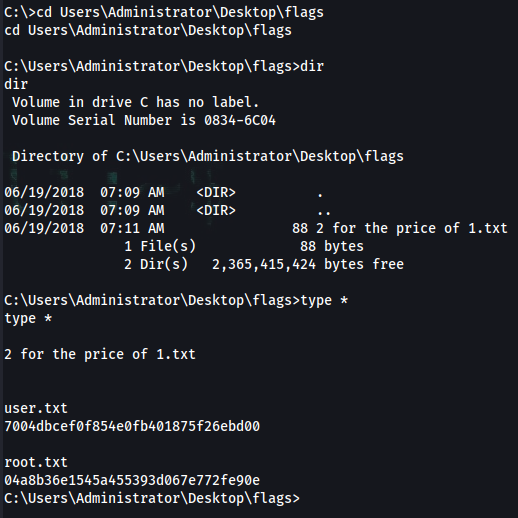 C:\>cd Users\Administrator\Desktop\flags
cd Users\Administrator\Desktop\flags
C:\Users\Administrator\Desktop\flags>dir
dir
Volume in drive C has no label.
Volume Serial Number is 0834-6C04
Directory of C:\Users\Administrator\Desktop\flags
06/19/2018  07:09 AM    <DIR>          .
06/19/2018  07:09 AM    <DIR>          ..
06/19/2018  07:11 AM                88 2 for the price of 1.txt
1 File(s)             88 bytes
2 Dir(s)   2,365,415,424 bytes free
C:\Users\Administrator\Desktop\flags>type *
type *
2 for the price of 1.txt
user.txt
7004dbcef0f854e0fb401875f26ebd00
root.txt
04a8b36e1545a455393d067e772fe90e
C:\Users\Administrator\Desktop\flags>